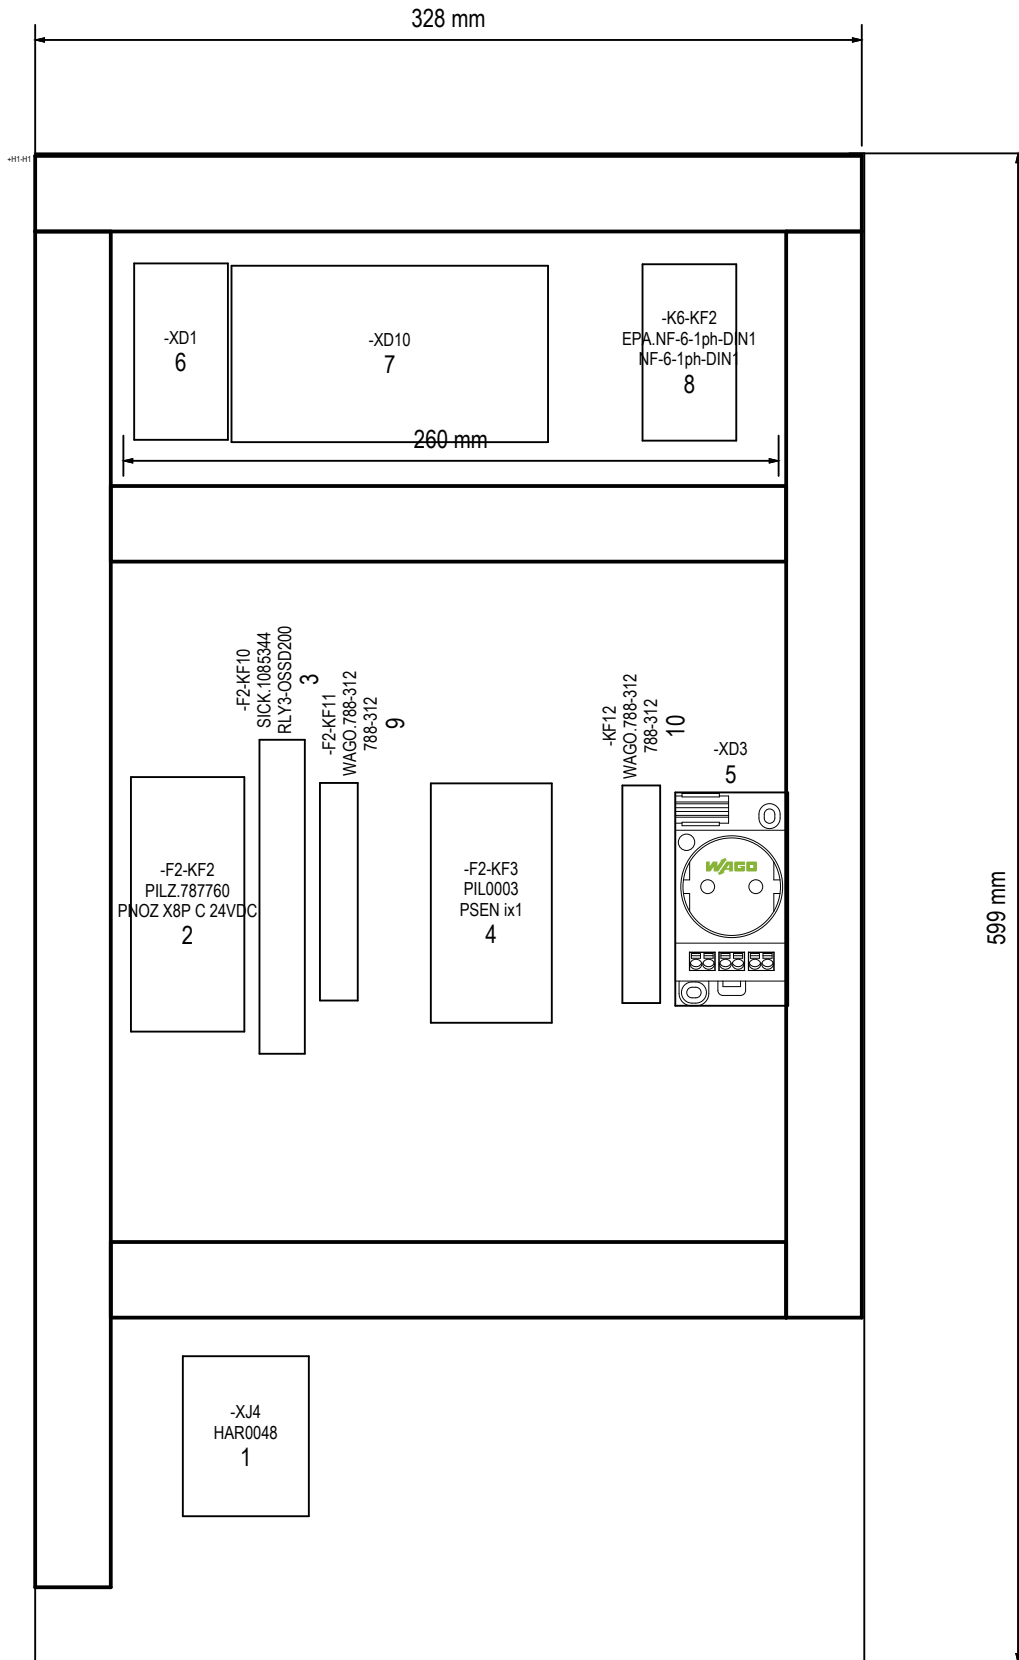 328 mm
+H1-H1
-XD1
6
-XD10
7
-K6-KF2
EPA.NF-6-1ph-DIN1
NF-6-1ph-DIN1
8
260 mm
-F2-KF10
SICK.1085344
RLY3-OSSD200
3
-F2-KF11
WAGO.788-312
788-312
9
-KF12
WAGO.788-312
788-312
10
-XD3
5
WAGO
-F2-KF2
PILZ.787760
PNOZ X8P C 24VDC
2
-F2-KF3
PIL0003
PSEN ix1
4
599 mm
-XJ4
HAR0048
1